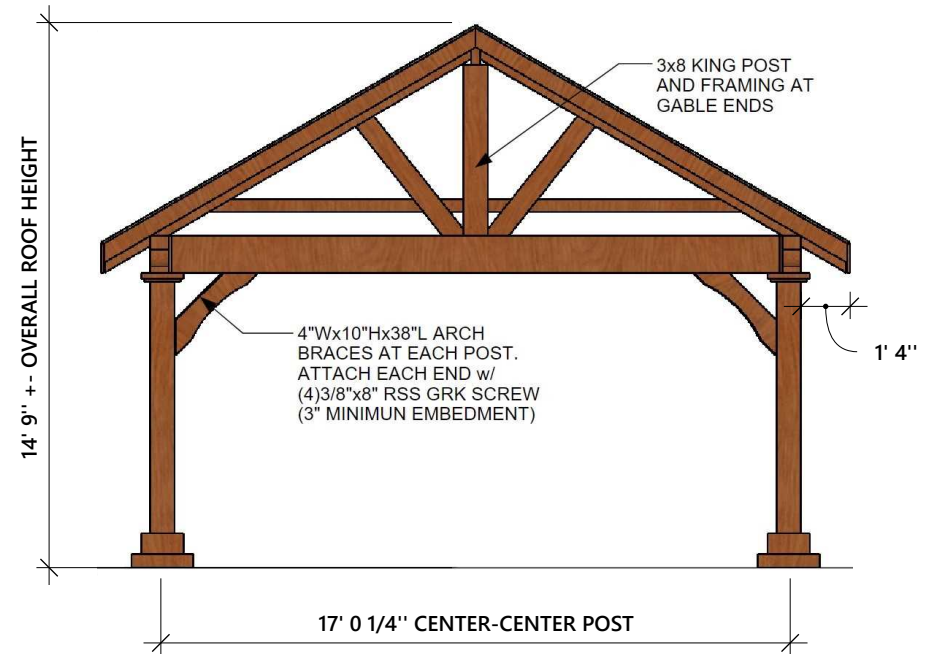 3x8 KING POST
AND FRAMING AT
GABLE ENDS
14' 9'' +- OVERALL ROOF HEIGHT
4"Wx10"Hx38"L ARCH
BRACES AT EACH POST.
ATTACH EACH END w/
(4)3/8"x8" RSS GRK SCREW
(3" MINIMUN EMBEDMENT)
1' 4''
17' 0 1/4'' CENTER-CENTER POST